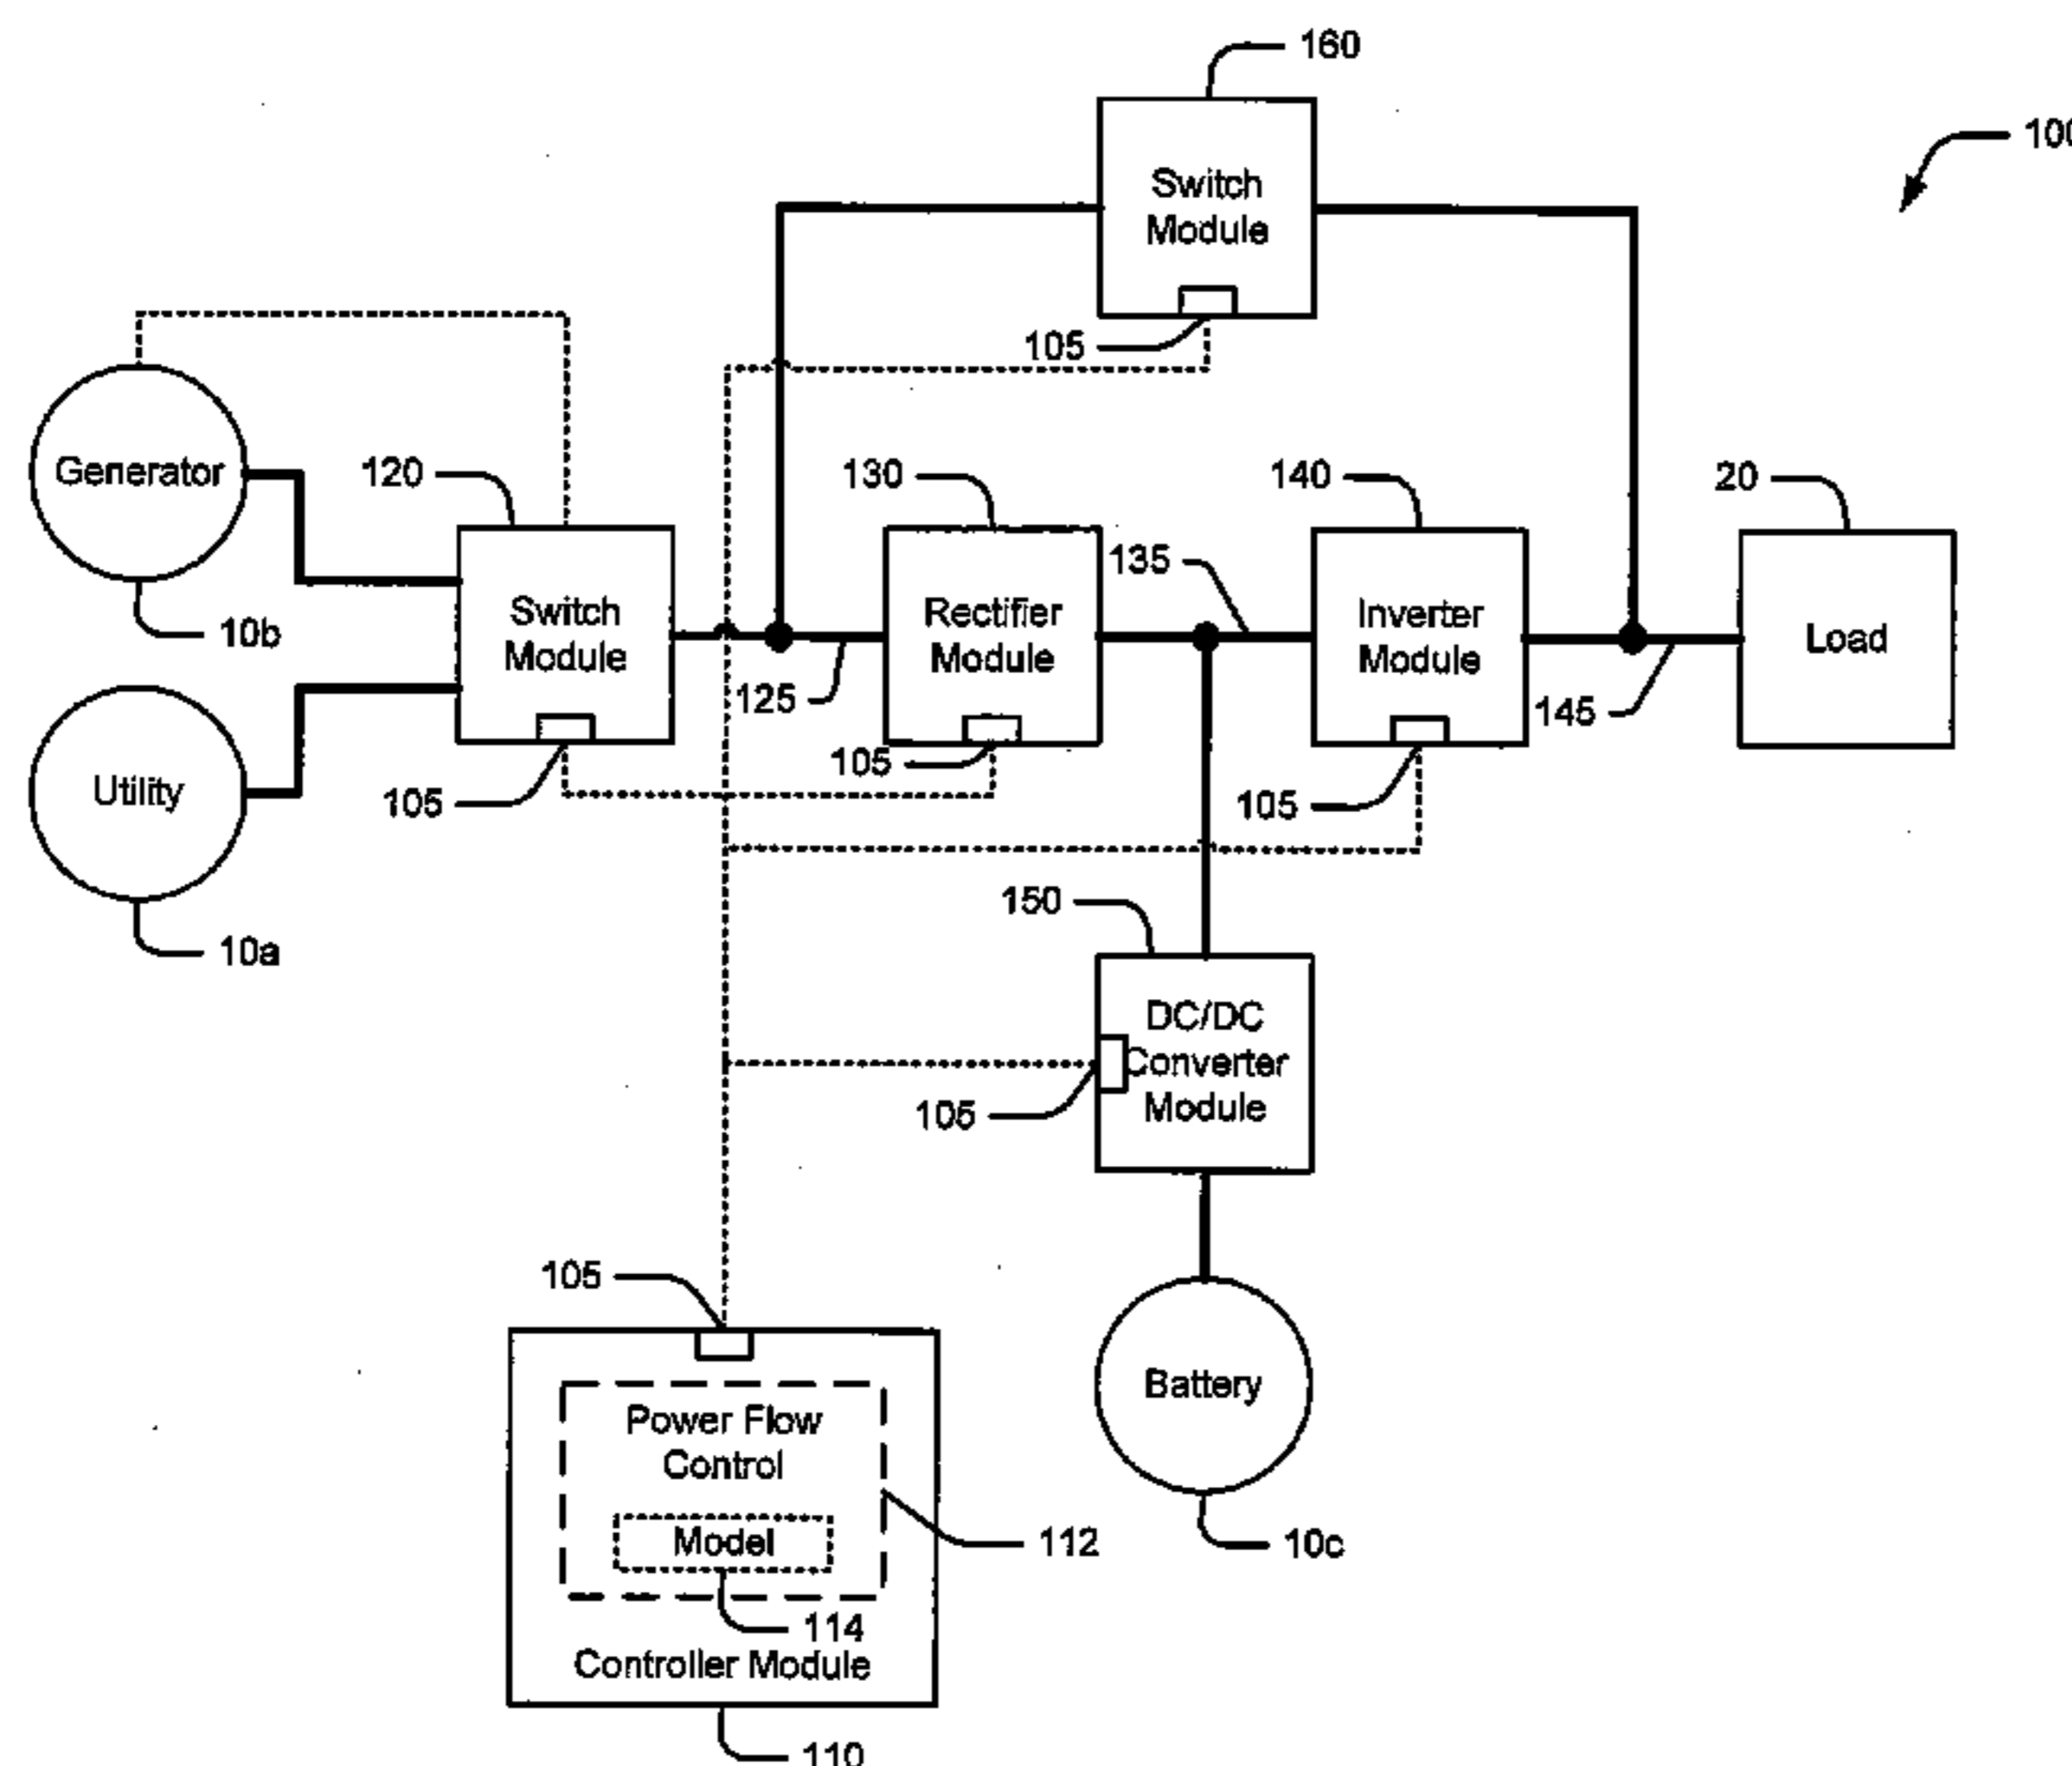 160
100
Switch
Module
105
Generator
120
130
140
20
135
10b
Switch
Module
Rectifier
Module
Inverter
Module
Load
125
145
Utility
105
105
105
10a
150
DC/DC
Converter
Module
105
105
Battery
Power Flow
Control
Model
112
10c
114
Controller Module
110